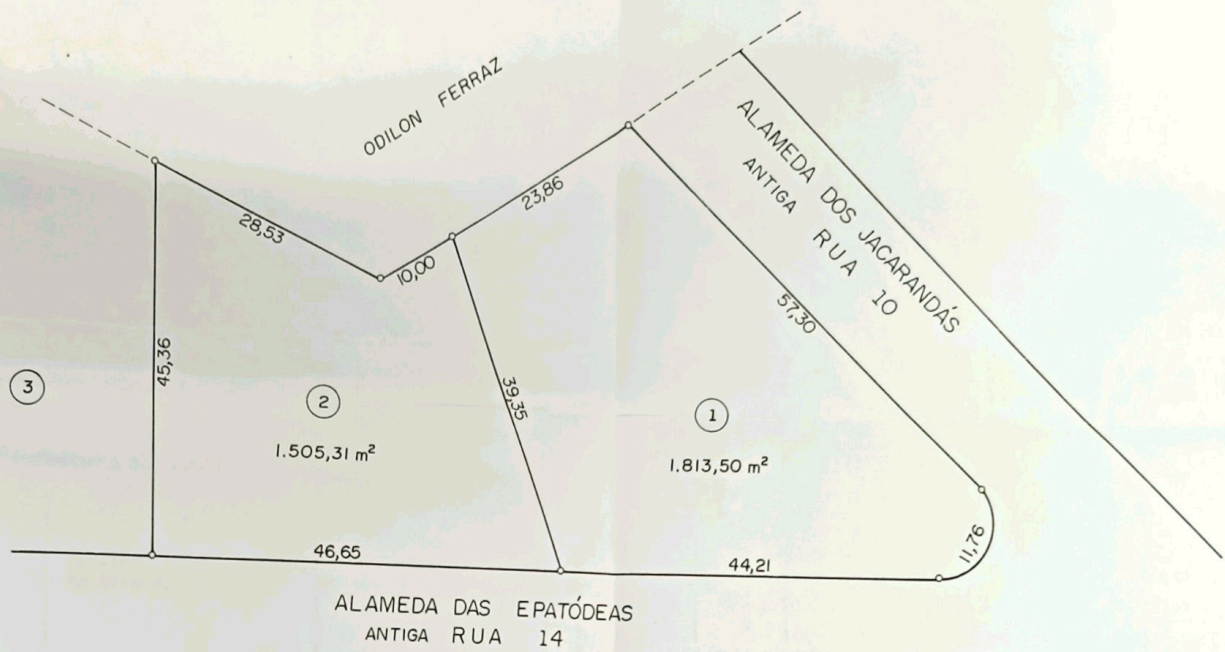 ODILON FERRAZ
ALAMEDA DOS JACARANDÁS
ANTIGA RUA 10
28,53
10,00
23,86
57,30
45,36
39,35
3
2
1
1.505,31 m²
1.813,50 m²
11,76
46,65
44,21
ALAMEDA DAS EPATÓDEAS
ANTIGA RUA 14